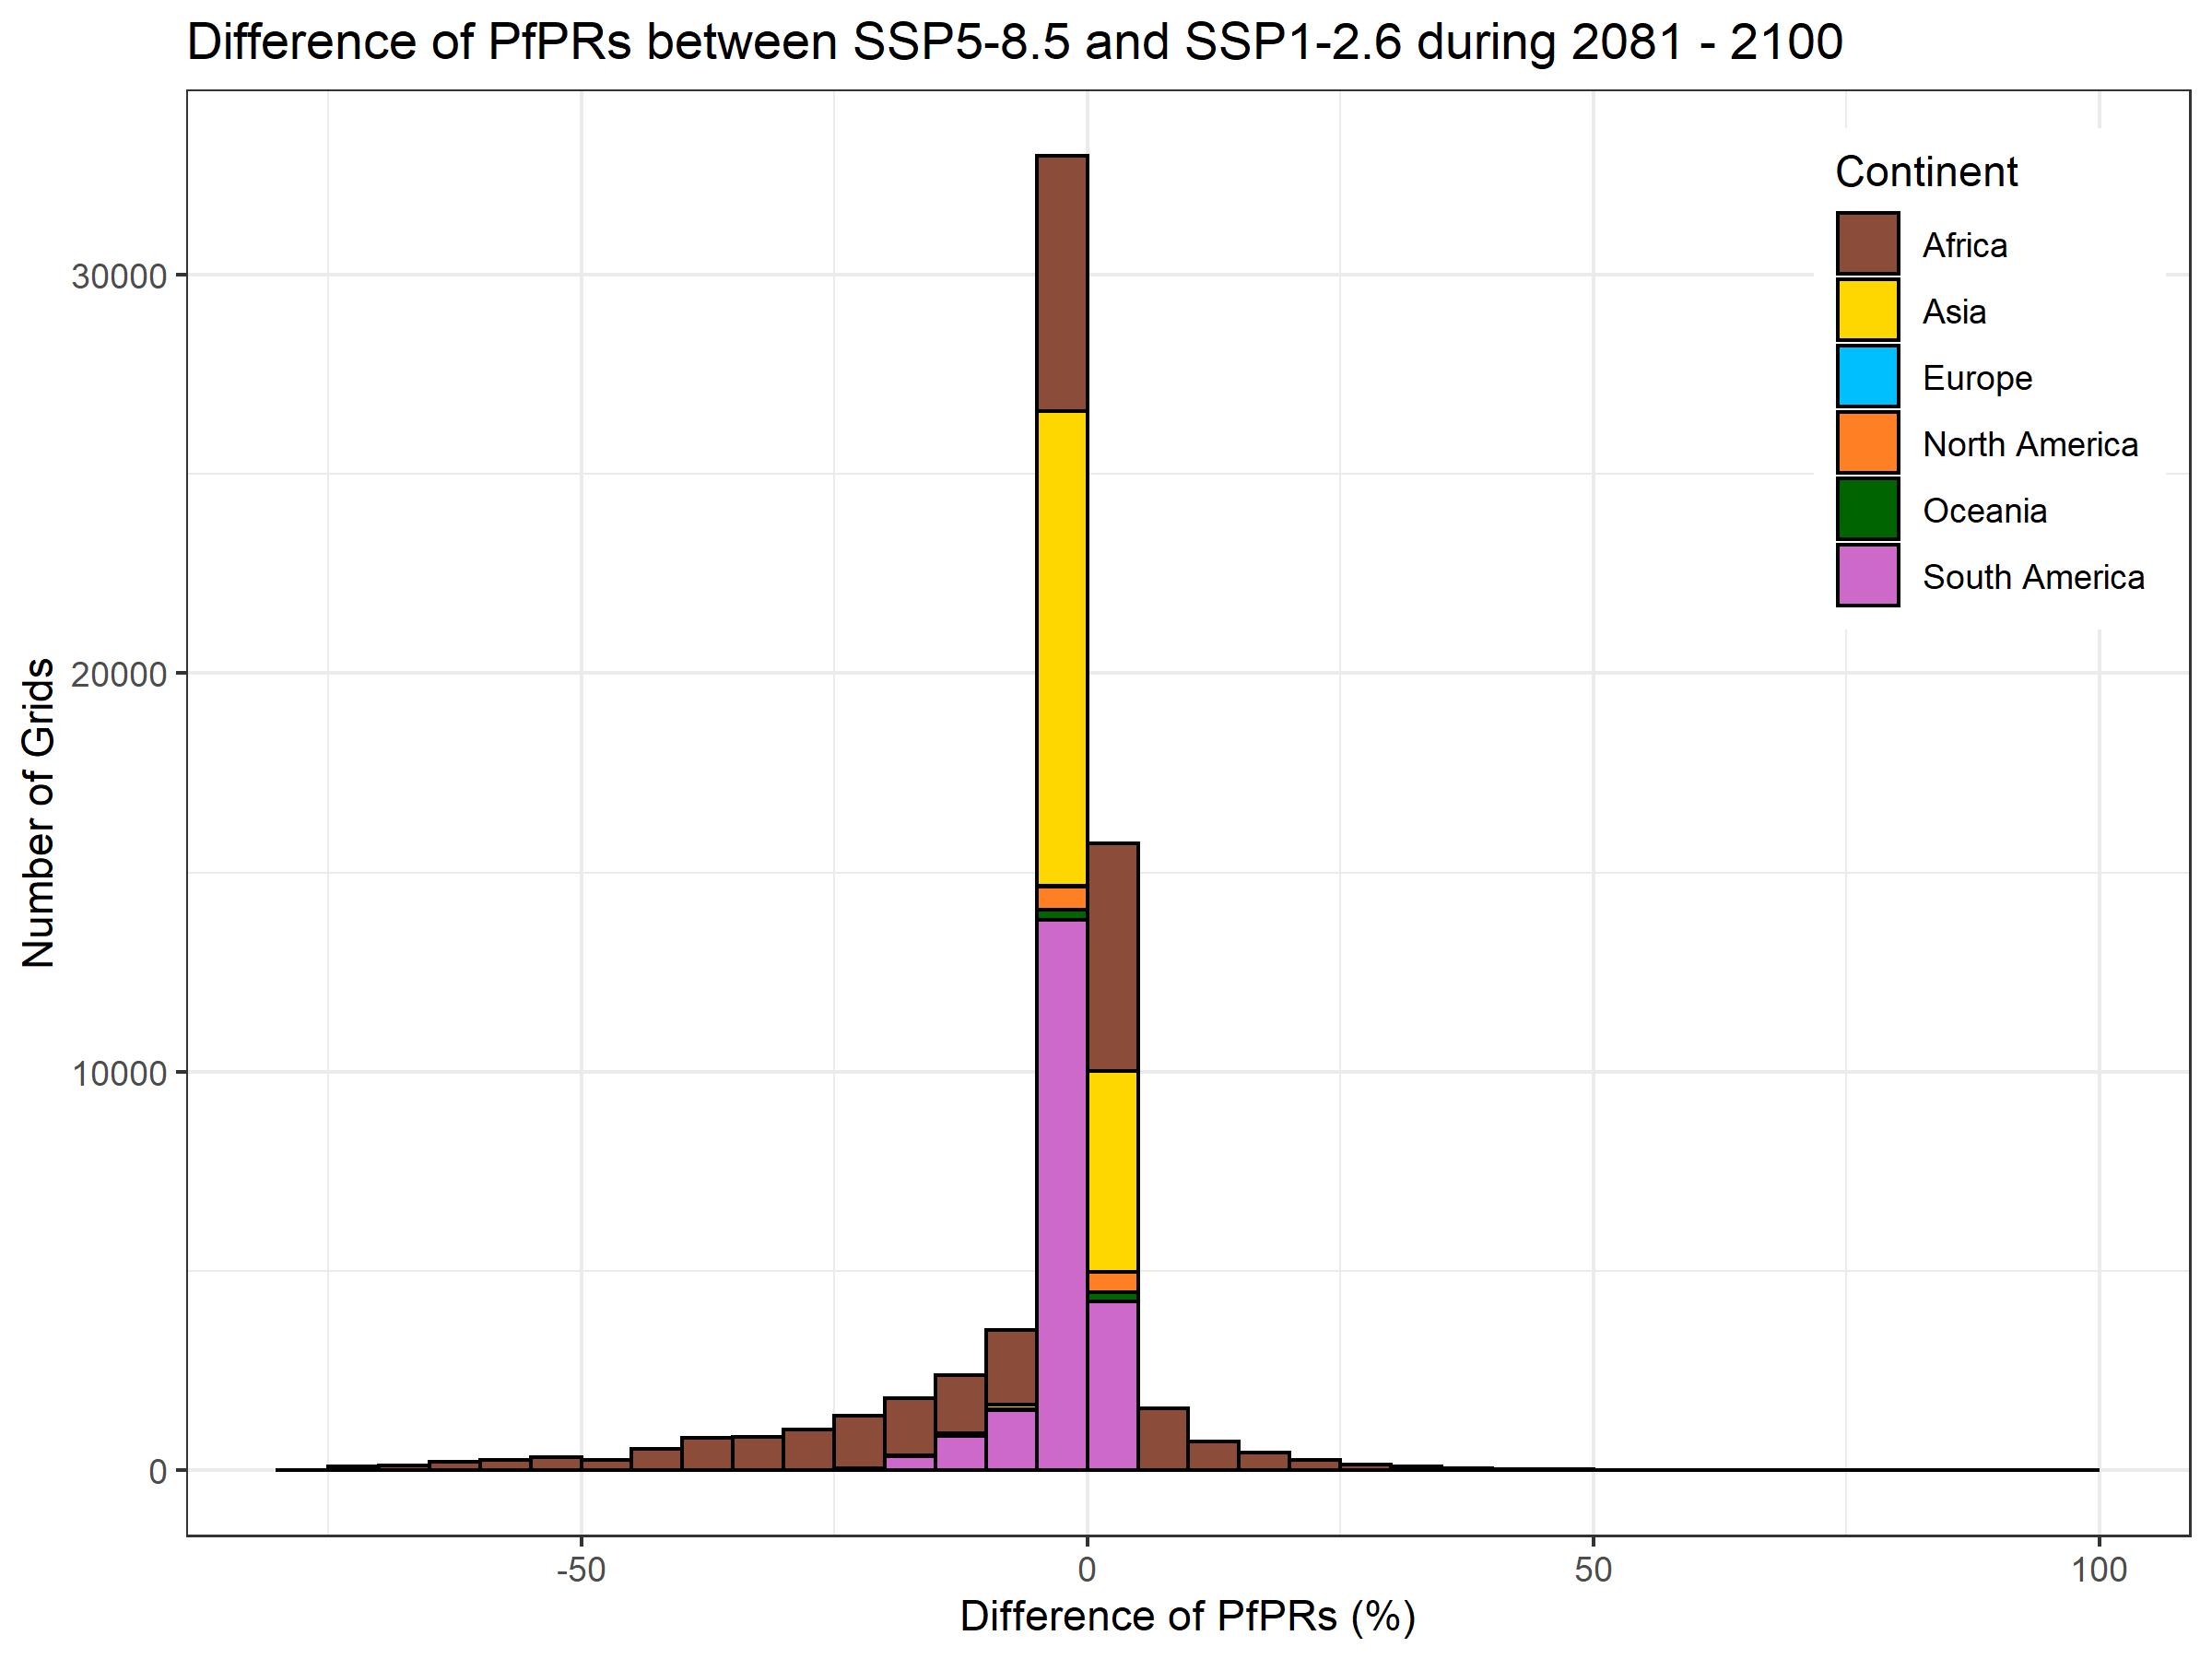 Difference of PfPRs between SSP5-8.5 and SSP1-2.6 during 2081 - 2100
Continent
Africa
Asia
Europe
North America
Oceania
South America
Number of Grids
30000
20000
10000
0
-50 0 50 100
Difference of PfPRs (%)